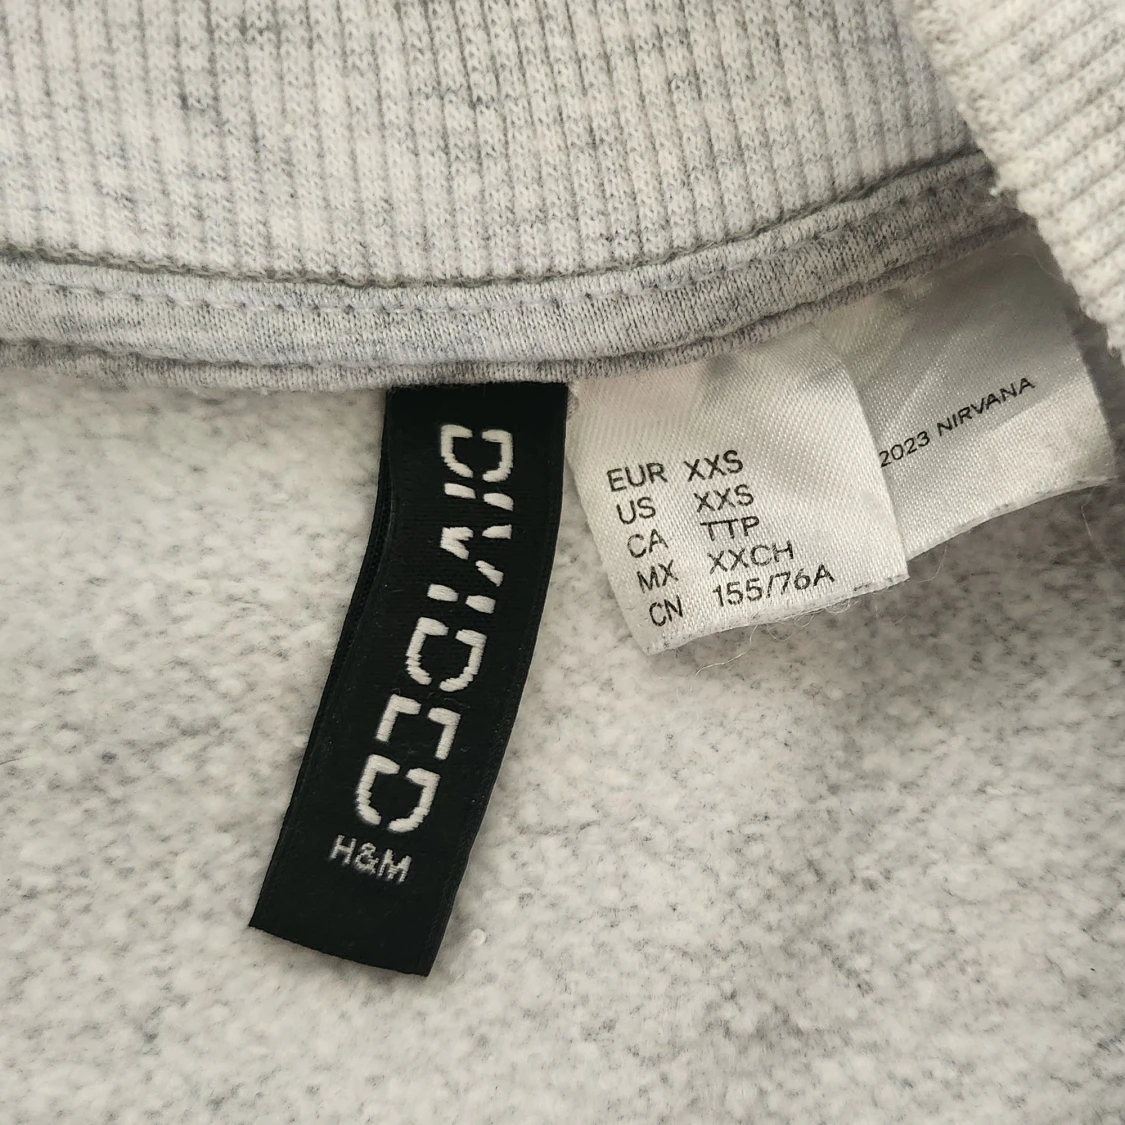 DIVIDED
H&M
EUR XXS
US XXS
CA TTP
MX XXCH
CN 155/76A
2023 NIRVANA